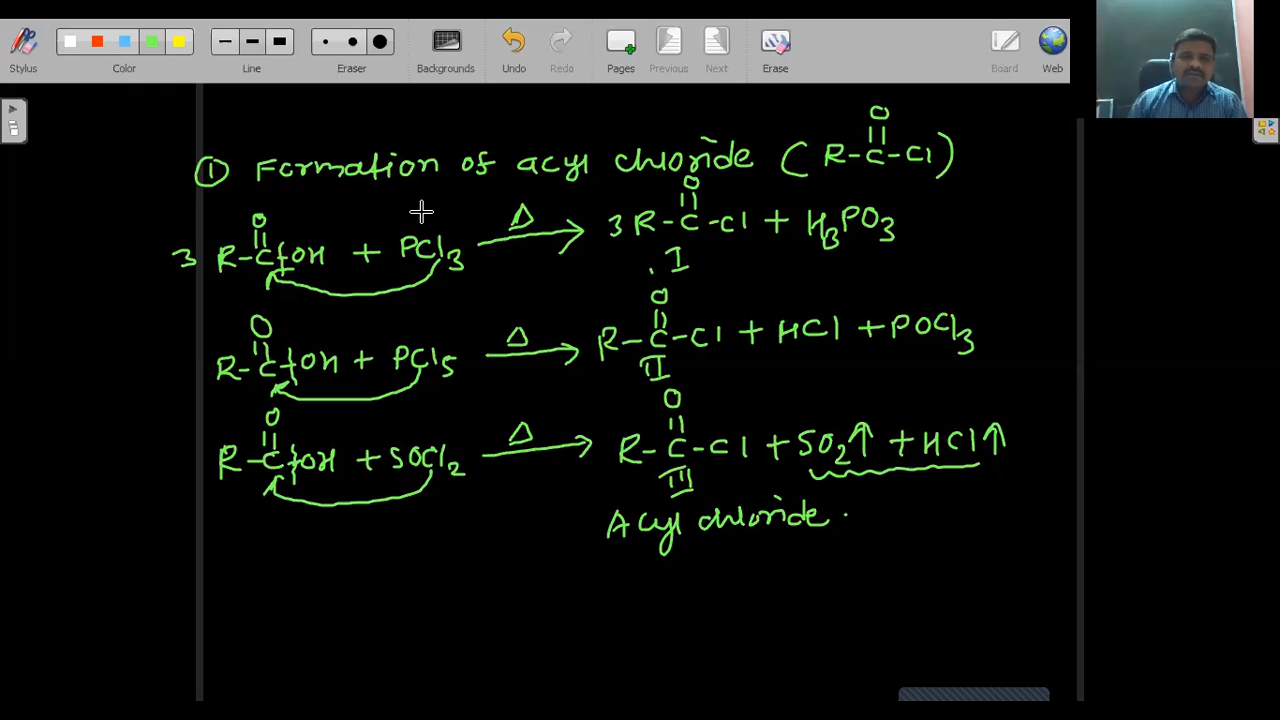 Stylus Color Line Eraser Backgrounds Undo Redo Pages Previous Next Erase Board Web
① Formation of acyl chloride (R-C-Cl)
O
||
3 R-C-OH + PCl3 Δ→ 3R-C-Cl + H3PO3
O
||
O
||
I
R-C-OH + PCl5 Δ→ R-C-Cl + HCl + POCl3
O
||
O
||
II
R-C-OH + SOCl2 Δ→ R-C-Cl + SO2↑ + HCl↑
O
||
O
||
III
Acyl chloride.